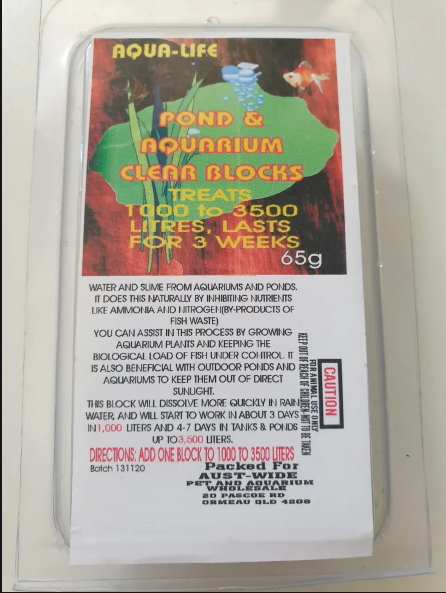 AQUA-LIFE
POND &
AQUARIUM
CLEAR BLOCKS
TREATS
1000 to 3500
LITRES, LASTS
FOR 3 WEEKS
65g
WATER AND SLIME FROM AQUARIUMS AND PONDS.
IT DOES THIS NATURALLY BY INHIBITING NUTRIENTS
LIKE AMMONIA AND NITROGEN(BY-PRODUCTS OF
FISH WASTE)
YOU CAN ASSIST IN THIS PROCESS BY GROWING
AQUARIUM PLANTS AND KEEPING THE
BIOLOGICAL LOAD OF FISH UNDER CONTROL. IT
IS ALSO BENEFICIAL WITH OUTDOOR PONDS AND
AQUARIUMS TO KEEP THEM OUT OF DIRECT
SUNLIGHT.
THIS BLOCK WILL DISSOLVE MORE QUICKLY IN RAIN
WATER, AND WILL START TO WORK IN ABOUT 3 DAYS
IN 1,000 LITERS AND 4-7 DAYS IN TANKS & PONDS
UP TO 3,500 LITERS.
DIRECTIONS: ADD ONE BLOCK TO 1000 TO 3500 LITERS
Batch 131120
CAUTION
FOR ANIMAL USE ONLY
KEEP OUT OF REACH OF CHILDREN-NOT TO BE TAKEN
Packed For
AUST-WIDE
PET AND AQUARIUM
WHOLESALE
20 PASCOE RD
ORMEAU QLD 4208